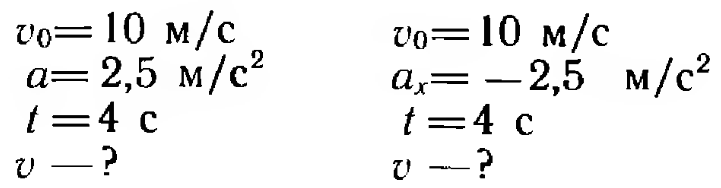 v₀=10 м/с
a=2,5 м/с²
t=4 с
v —?
v₀=10 м/с
aₓ=—2,5 м/с²
t=4 с
v —?